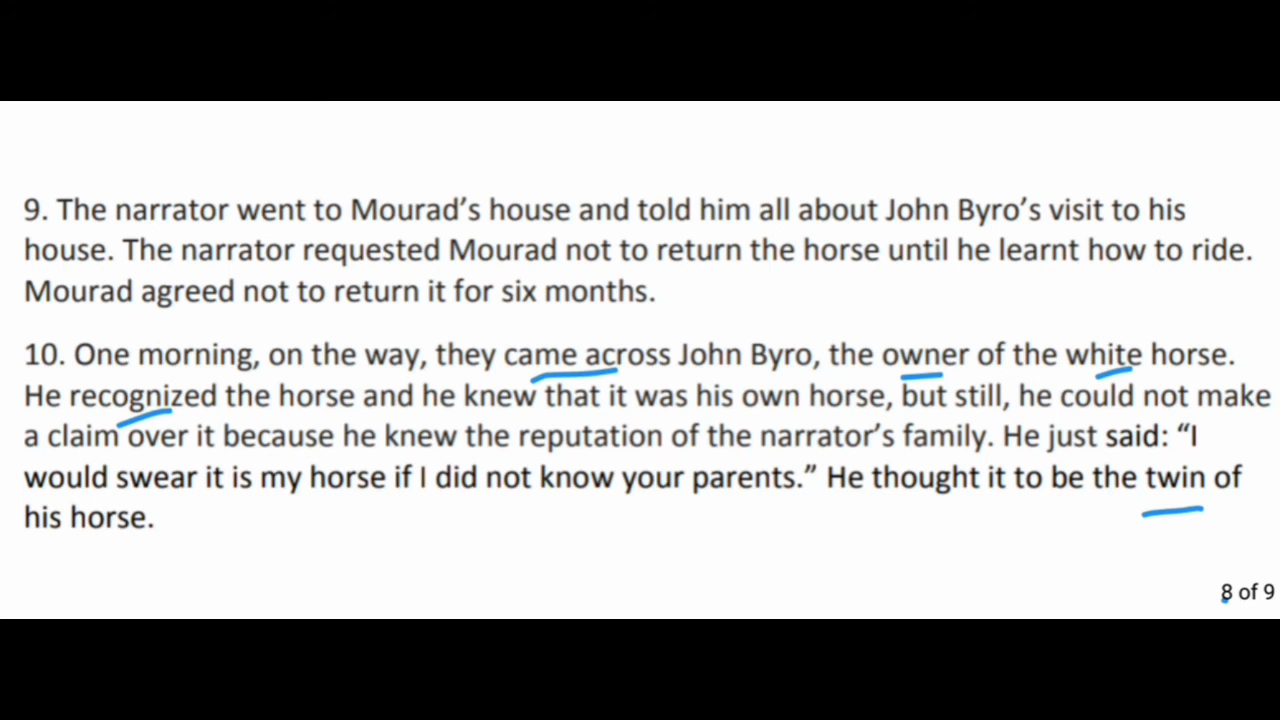 9. The narrator went to Mourad’s house and told him all about John Byro’s visit to his
house. The narrator requested Mourad not to return the horse until he learnt how to ride.
Mourad agreed not to return it for six months.
10. One morning, on the way, they came across John Byro, the owner of the white horse.
He recognized the horse and he knew that it was his own horse, but still, he could not make
a claim over it because he knew the reputation of the narrator’s family. He just said: “I
would swear it is my horse if I did not know your parents.” He thought it to be the twin of
his horse.
8 of 9